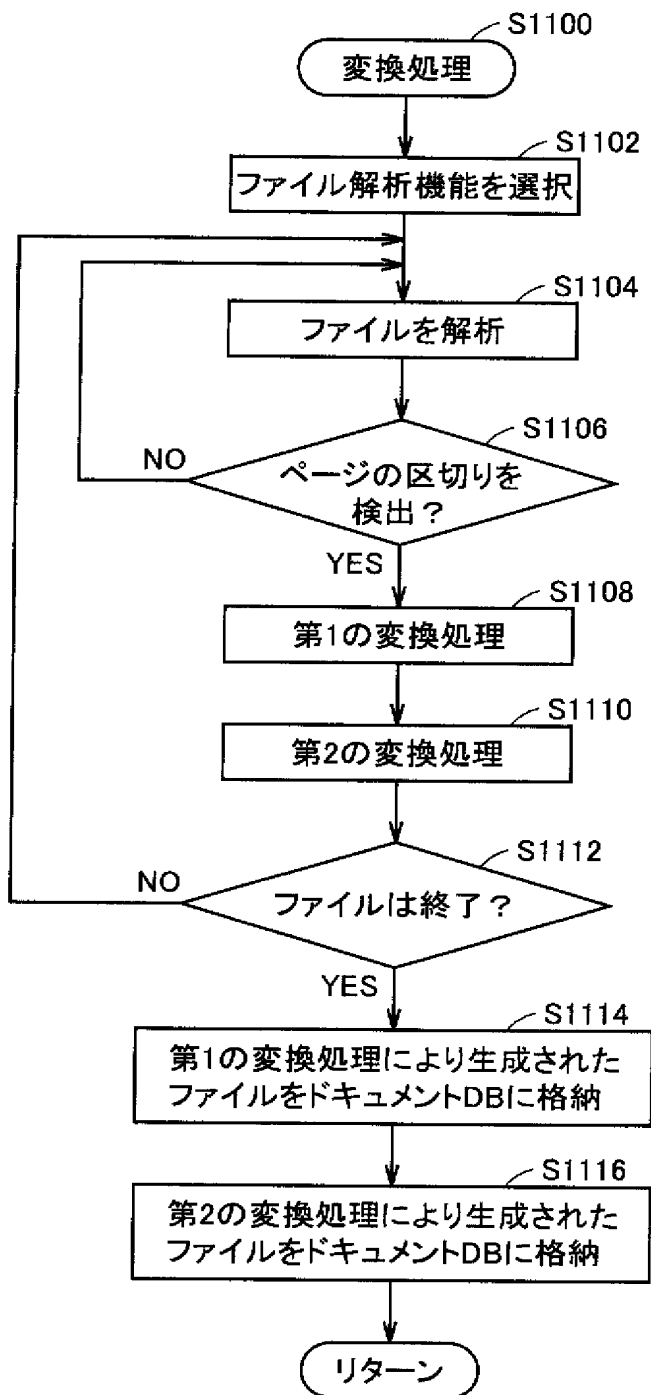 S1100
変換処理
S1102
ファイル解析機能を選択
S1104
ファイルを解析
S1106
NO
ページの区切りを
検出？
YES
S1108
第1の変換処理
S1110
第2の変換処理
S1112
NO
ファイルは終了？
YES
S1114
第1の変換処理により生成された
ファイルをドキュメントDBに格納
S1116
第2の変換処理により生成された
ファイルをドキュメントDBに格納
リターン